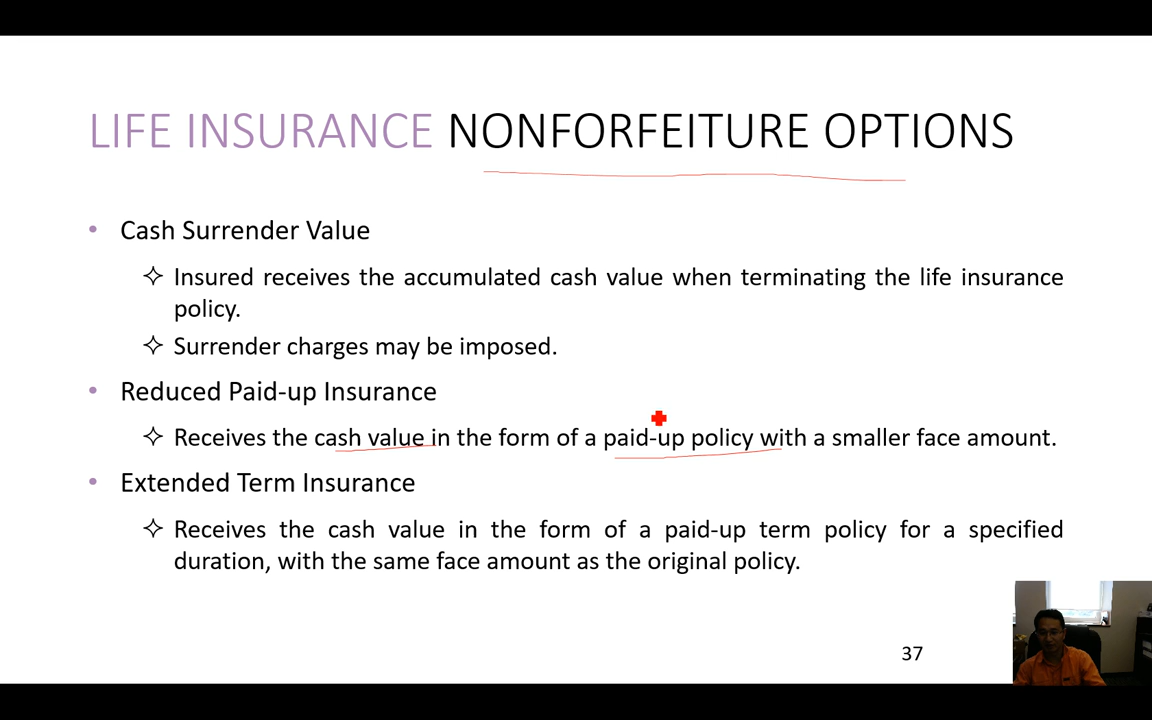 LIFE INSURANCE NONFORFEITURE OPTIONS
• Cash Surrender Value
✧ Insured receives the accumulated cash value when terminating the life insurance
policy.
✧ Surrender charges may be imposed.
• Reduced Paid-up Insurance
✧ Receives the cash value in the form of a paid-up policy with a smaller face amount.
• Extended Term Insurance
✧ Receives the cash value in the form of a paid-up term policy for a specified
duration, with the same face amount as the original policy.
37